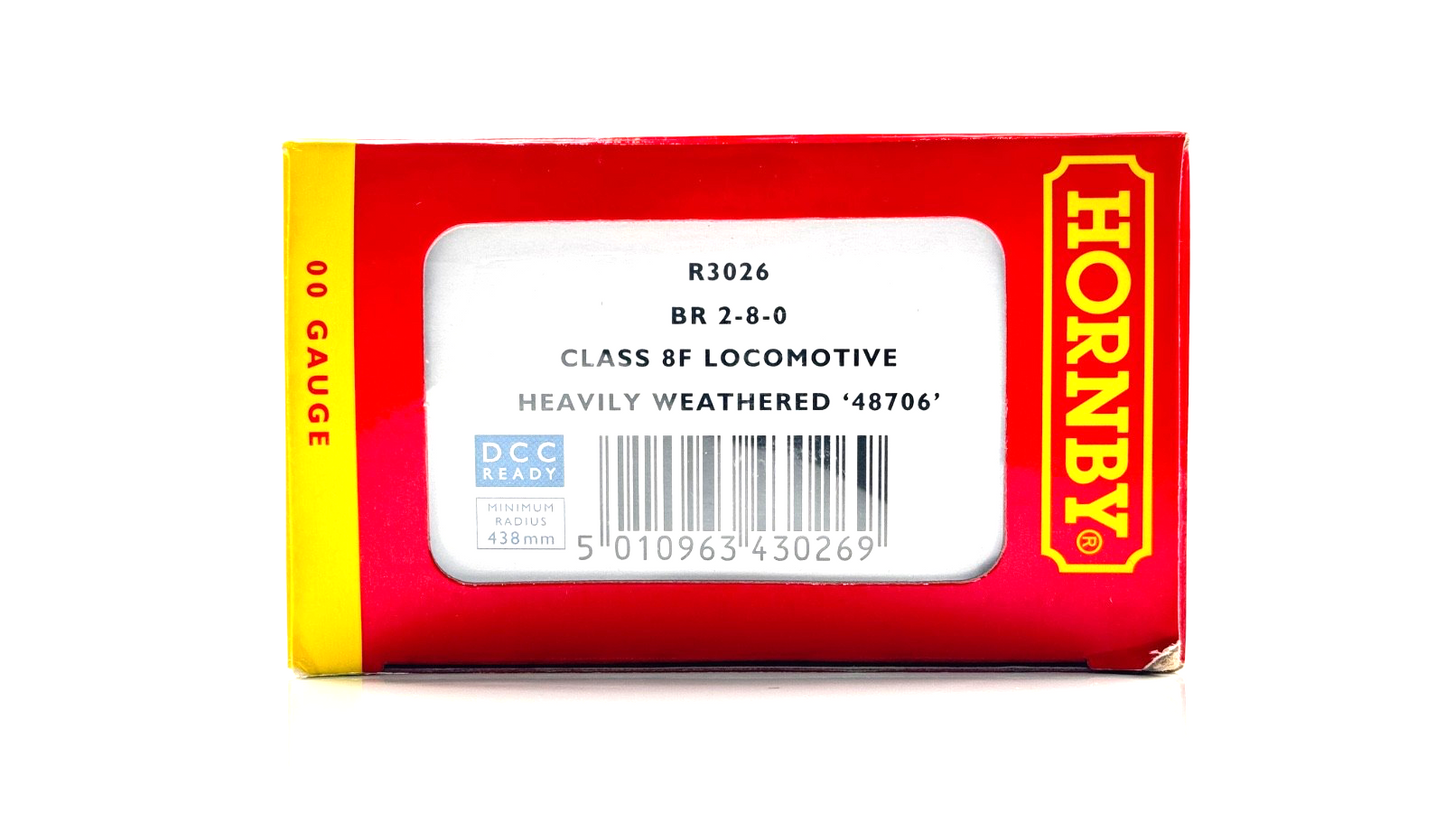 00 GAUGE
R3026
BR 2-8-0
CLASS 8F LOCOMOTIVE
HEAVILY WEATHERED ‘48706’
DCC
READY
MINIMUM
RADIUS
438mm
5 010963 430269
HORNBY®